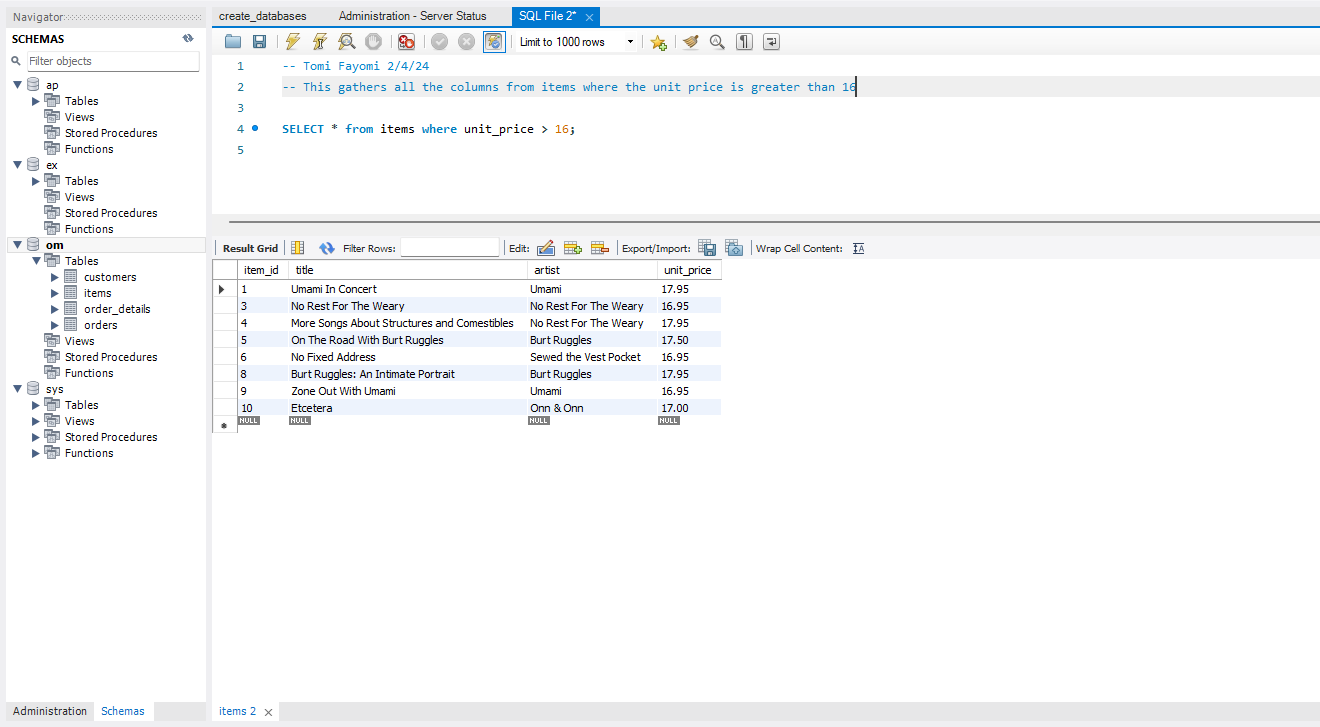 Navigator
SCHEMAS
Filter objects
ap
Tables
Views
Stored Procedures
Functions
ex
Tables
Views
Stored Procedures
Functions
om
Tables
customers
items
order_details
orders
Views
Stored Procedures
Functions
sys
Tables
Views
Stored Procedures
Functions
Administration Schemas
create_databases Administration - Server Status SQL File 2*
Limit to 1000 rows
1 -- Tomi Fayomi 2/4/24
2 -- This gathers all the columns from items where the unit price is greater than 16
3
4 SELECT * from items where unit_price > 16;
5
Result Grid Filter Rows: Edit: Export/Import: Wrap Cell Content:
item_id title artist unit_price
1 Umami In Concert Umami 17.95
3 No Rest For The Weary No Rest For The Weary 16.95
4 More Songs About Structures and Comestibles No Rest For The Weary 17.95
5 On The Road With Burt Ruggles Burt Ruggles 17.50
6 No Fixed Address Sewed the Vest Pocket 16.95
8 Burt Ruggles: An Intimate Portrait Burt Ruggles 17.95
9 Zone Out With Umami Umami 16.95
10 Etcetera Onn & Onn 17.00
NULL NULL NULL NULL
items 2